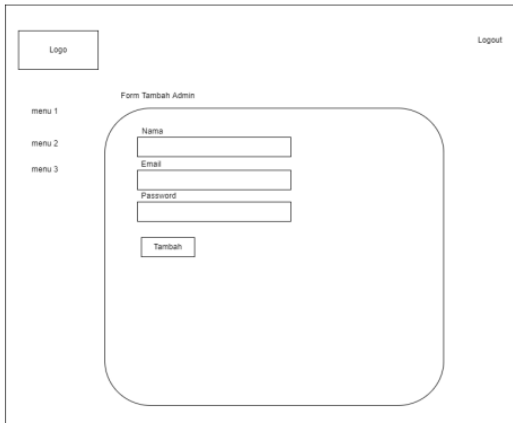 Logo
Logout
Form Tambah Admin
menu 1
menu 2
menu 3
Nama
Email
Password
Tambah